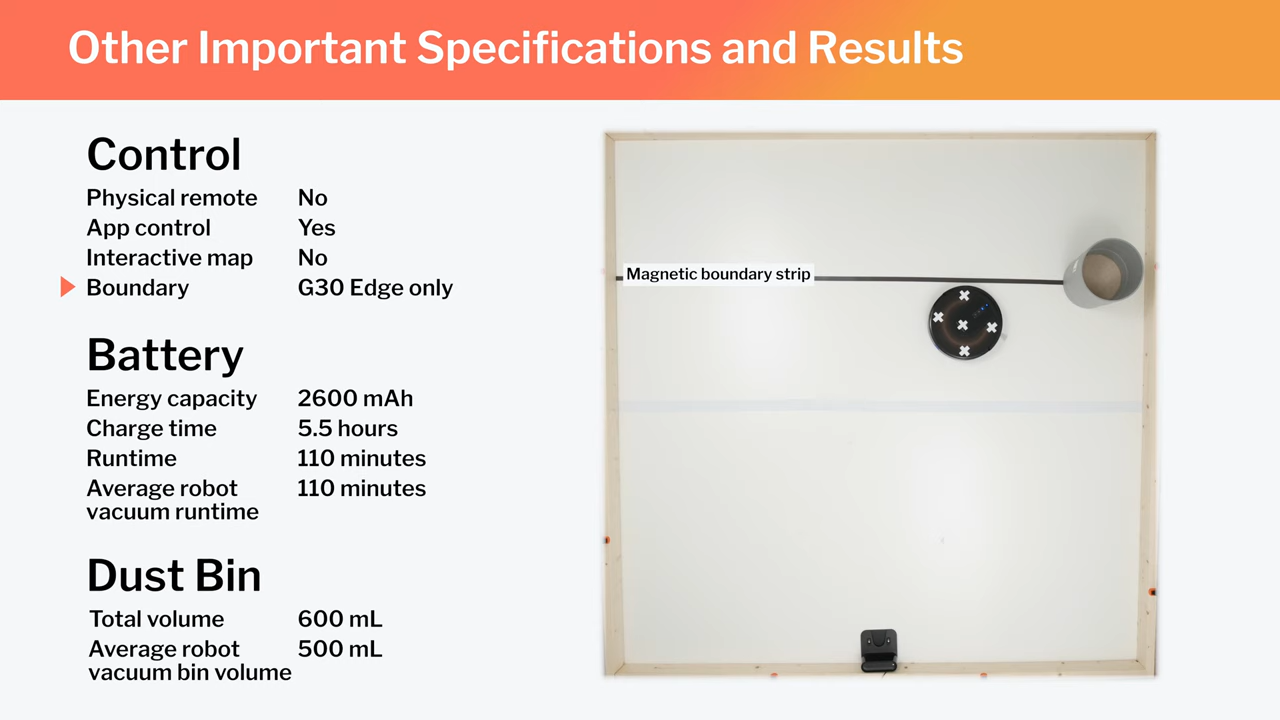 Other Important Specifications and Results
Control
Physical remote No
App control Yes
Interactive map No
Boundary G30 Edge only
Battery
Energy capacity 2600 mAh
Charge time 5.5 hours
Runtime 110 minutes
Average robot 110 minutes
vacuum runtime
Dust Bin
Total volume 600 mL
Average robot 500 mL
vacuum bin volume
Magnetic boundary strip